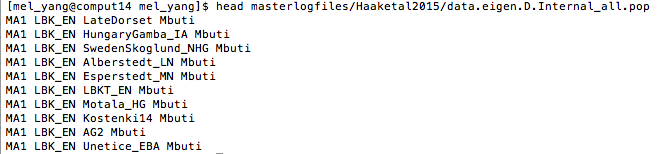 [mel_yang@comput14 mel_yang]$ head masterlogfiles/Haaketal2015/data.eigen.D.Internal_all.pop
MA1 LBK_EN LateDorset Mbuti
MA1 LBK_EN HungaryGamba_IA Mbuti
MA1 LBK_EN SwedenSkoglund_NHG Mbuti
MA1 LBK_EN Alberstedt_LN Mbuti
MA1 LBK_EN Esperstedt_MN Mbuti
MA1 LBK_EN LBKT_EN Mbuti
MA1 LBK_EN Motala_HG Mbuti
MA1 LBK_EN Kostenki14 Mbuti
MA1 LBK_EN AG2 Mbuti
MA1 LBK_EN Unetice_EBA Mbuti